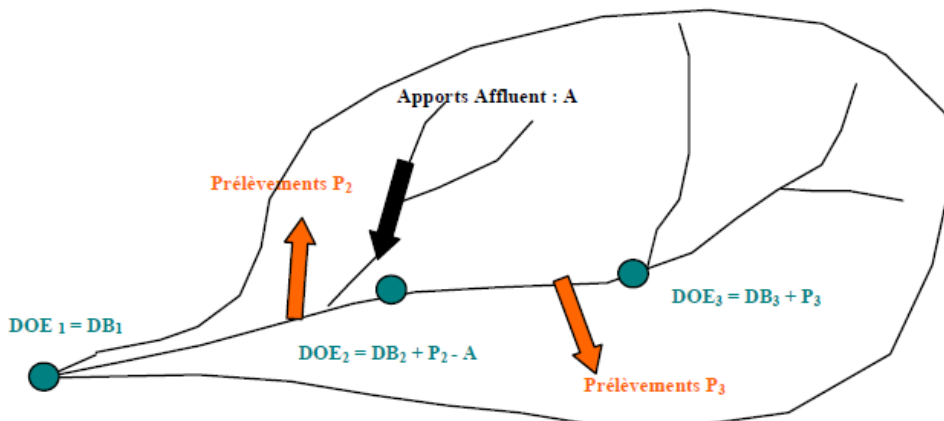 Apports Affluent : A
Prélèvements P₂
DOE ₁ = DB₁
DOE₃ = DB₃ + P₃
DOE₂ = DB₂ + P₂ - A
Prélèvements P₃